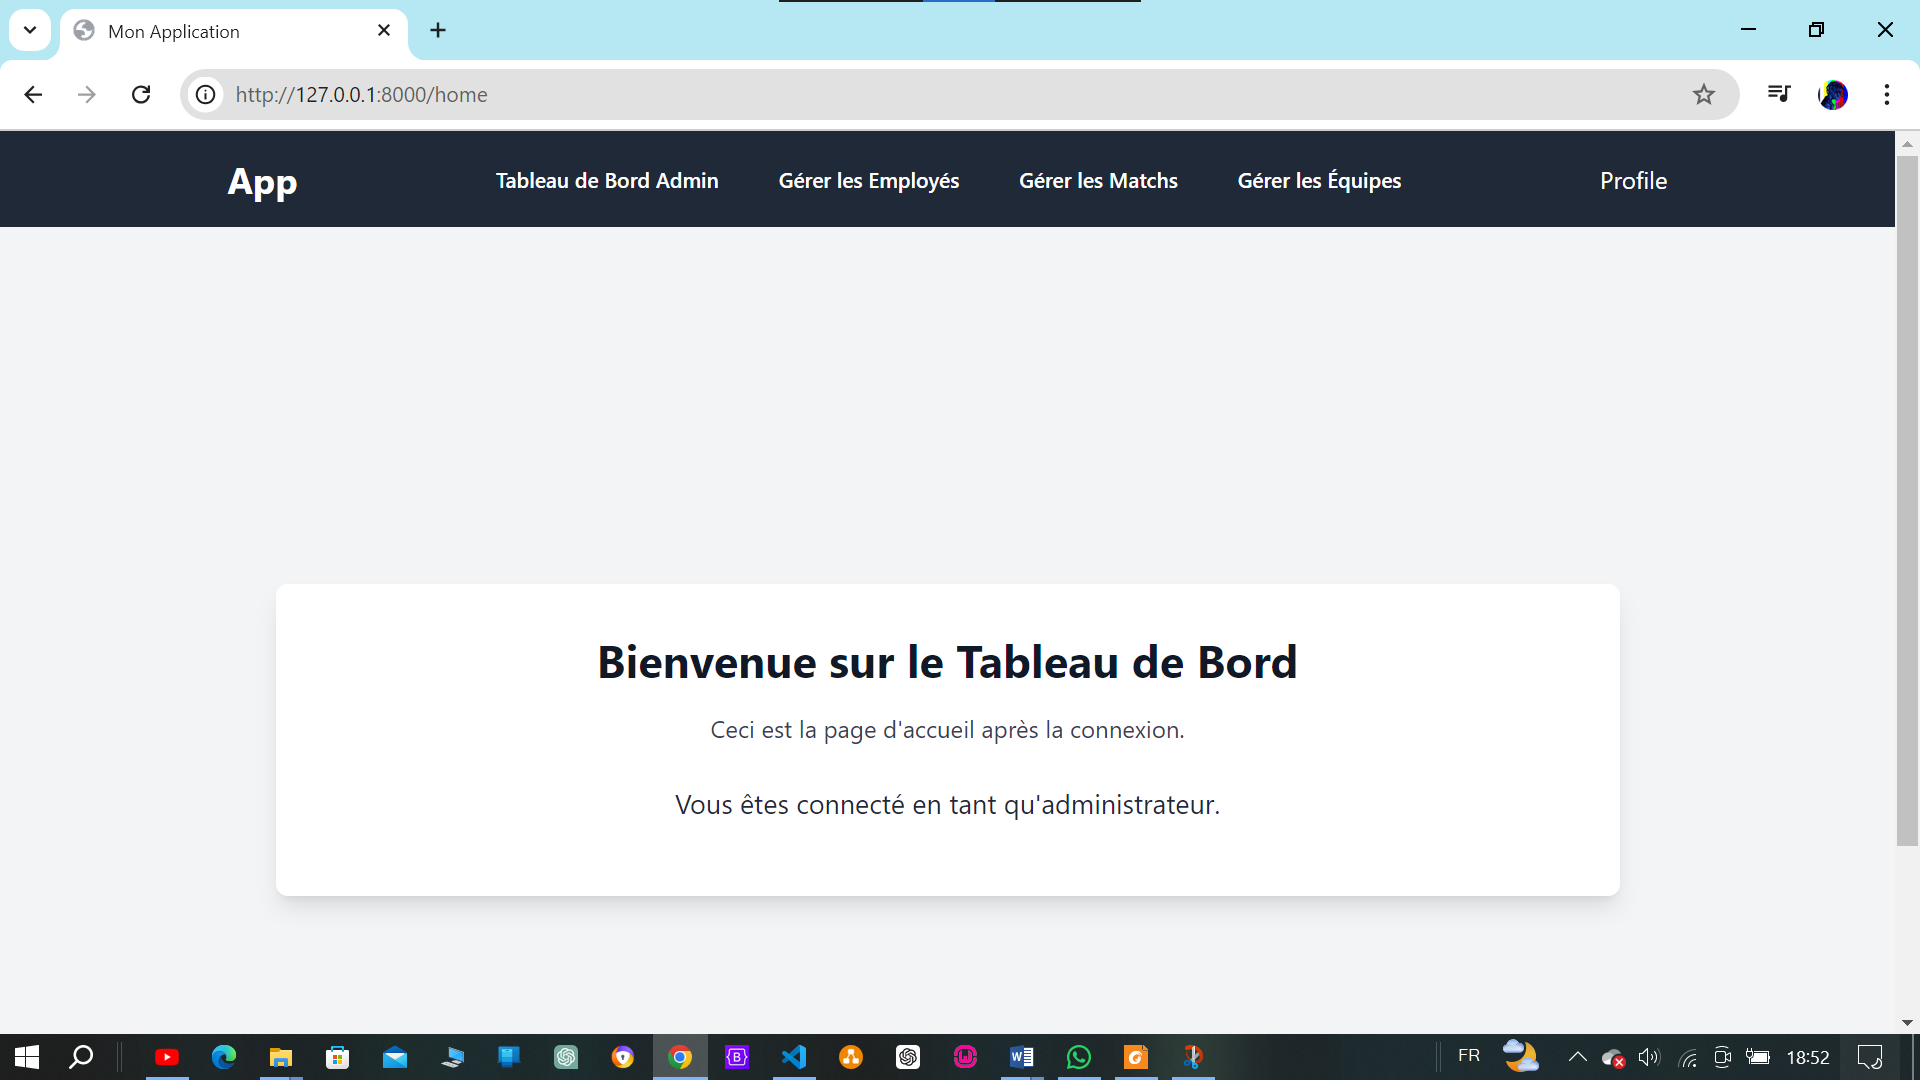 Mon Application
http://127.0.0.1:8000/home
App
Tableau de Bord Admin
Gérer les Employés
Gérer les Matchs
Gérer les Équipes
Profile
Bienvenue sur le Tableau de Bord
Ceci est la page d'accueil après la connexion.
Vous êtes connecté en tant qu'administrateur.
FR
18:52